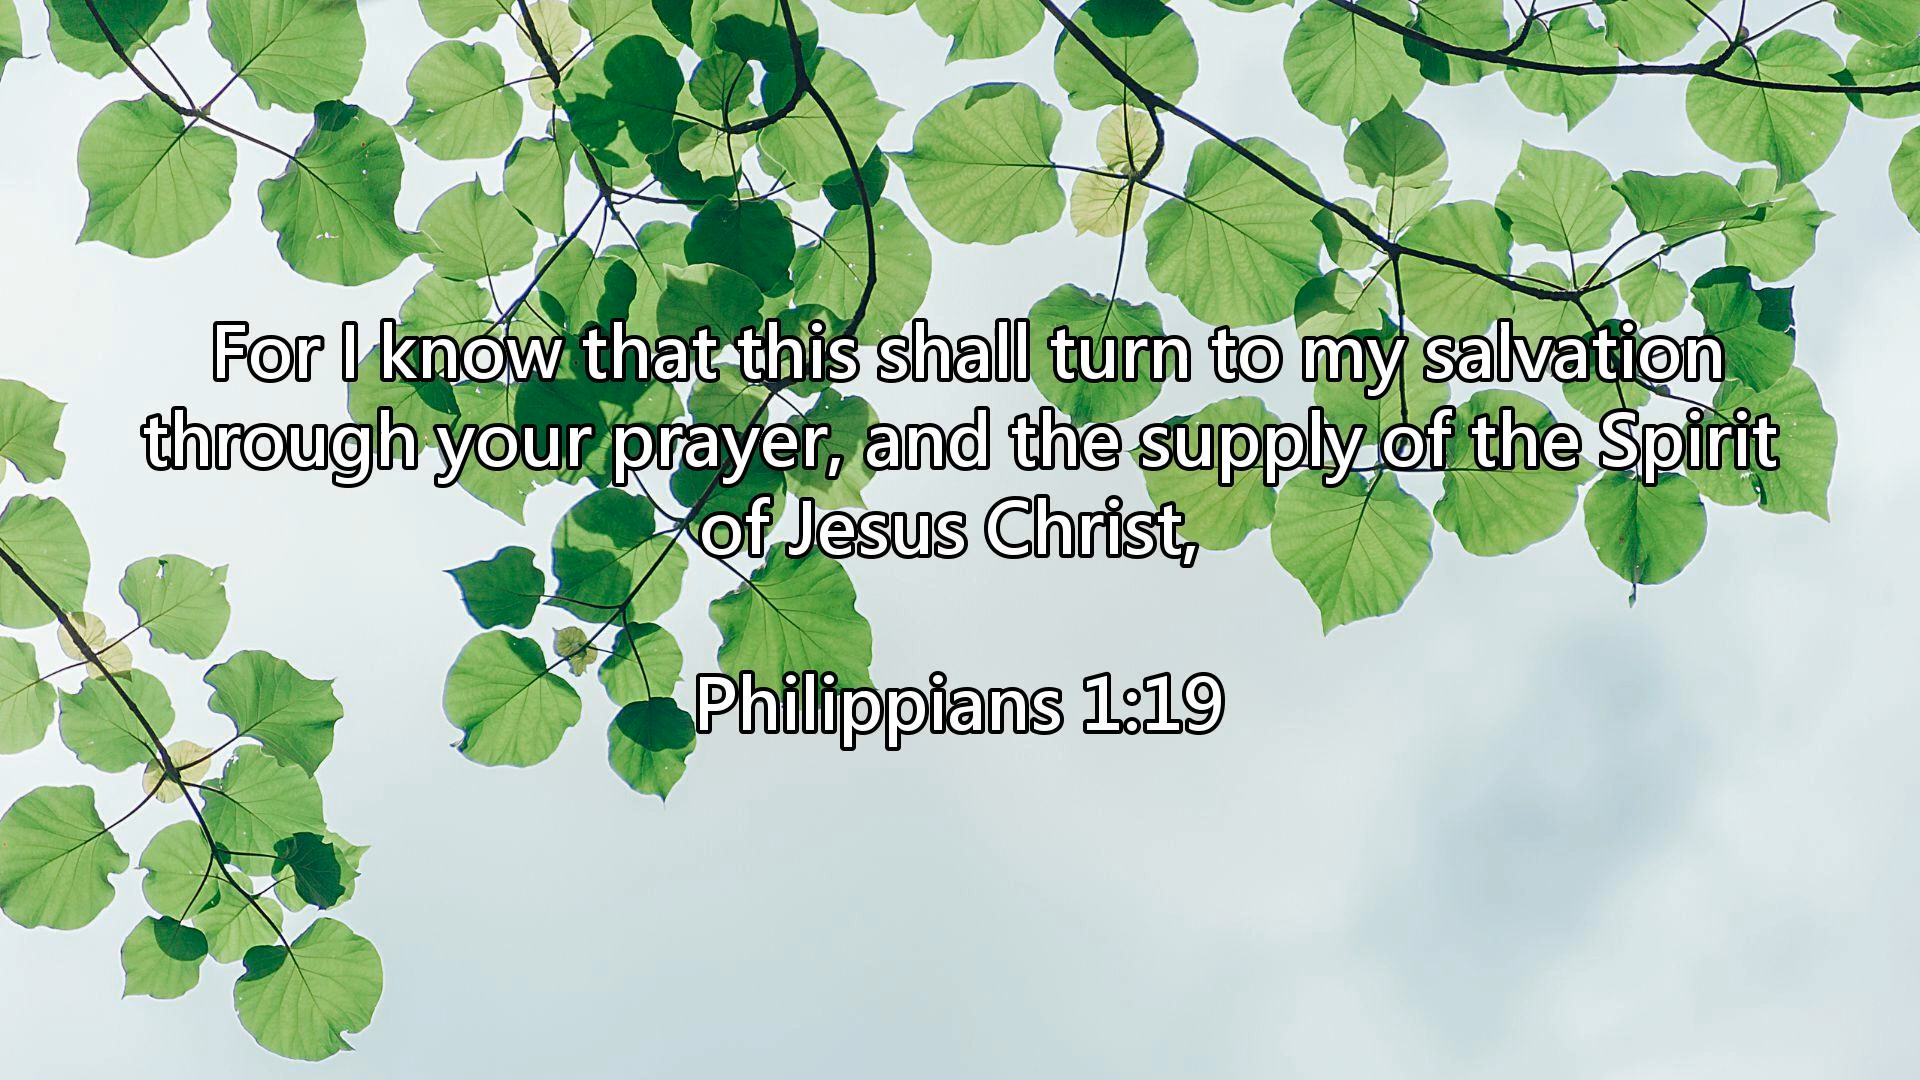 For I know that this shall turn to my salvation
through your prayer, and the supply of the Spirit
of Jesus Christ,
Philippians 1:19